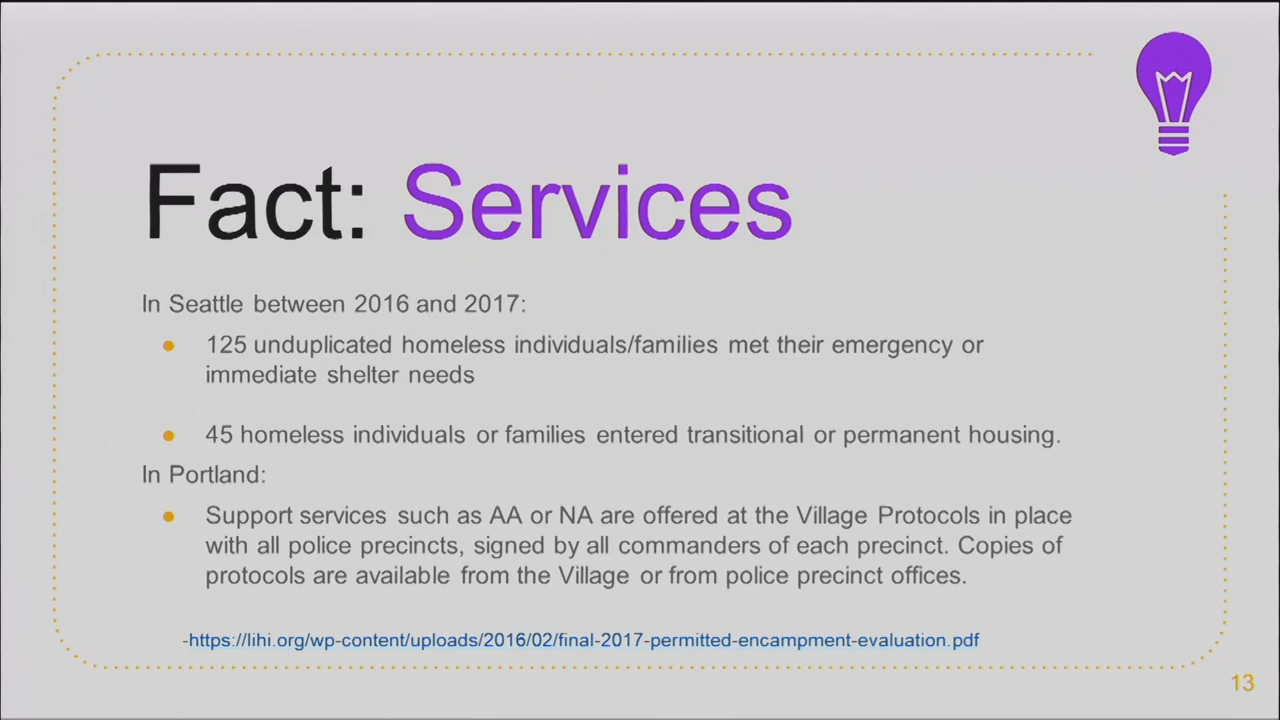 Fact: Services
In Seattle between 2016 and 2017:
125 unduplicated homeless individuals/families met their emergency or
immediate shelter needs
45 homeless individuals or families entered transitional or permanent housing.
In Portland:
Support services such as AA or NA are offered at the Village Protocols in place
with all police precincts, signed by all commanders of each precinct. Copies of
protocols are available from the Village or from police precinct offices.
-https://lihi.org/wp-content/uploads/2016/02/final-2017-permitted-encampment-evaluation.pdf
13